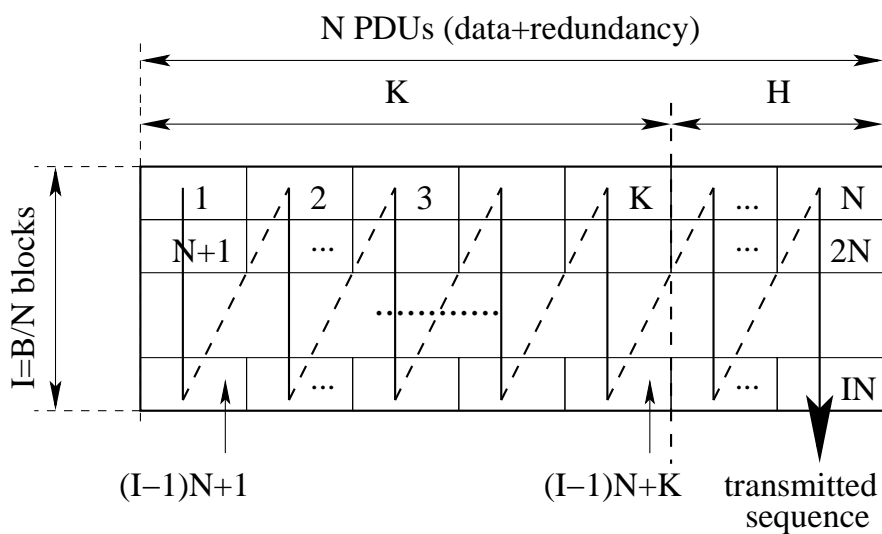 N PDUs (data+redundancy)
K H
I=B/N blocks
1 2 3 K ... N
N+1 ... ... 2N
............
... ... IN
(I−1)N+1 (I−1)N+K transmitted
sequence